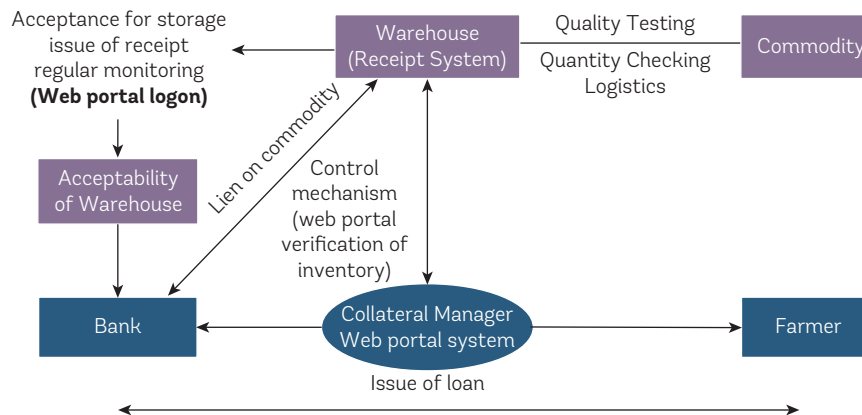 Acceptance for storage
issue of receipt
regular monitoring
(Web portal logon)
Warehouse
(Receipt System)
Quality Testing
Quantity Checking
Logistics
Commodity
Acceptability
of Warehouse
Lien on commodity
Control
mechanism
(web portal
verification of
inventory)
Bank
Collateral Manager
Web portal system
Farmer
Issue of loan